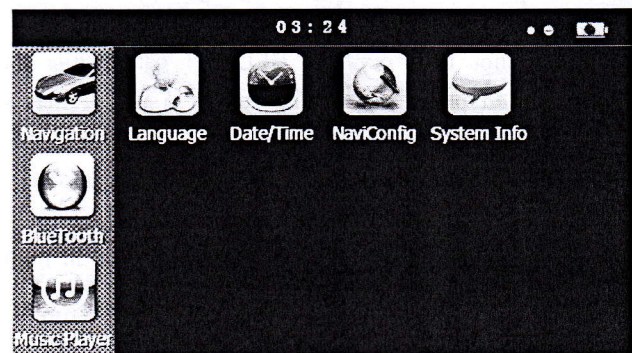 03:24
Navigation
Language Date/Time NaviConfig System Info
BlueTooth
Music Player